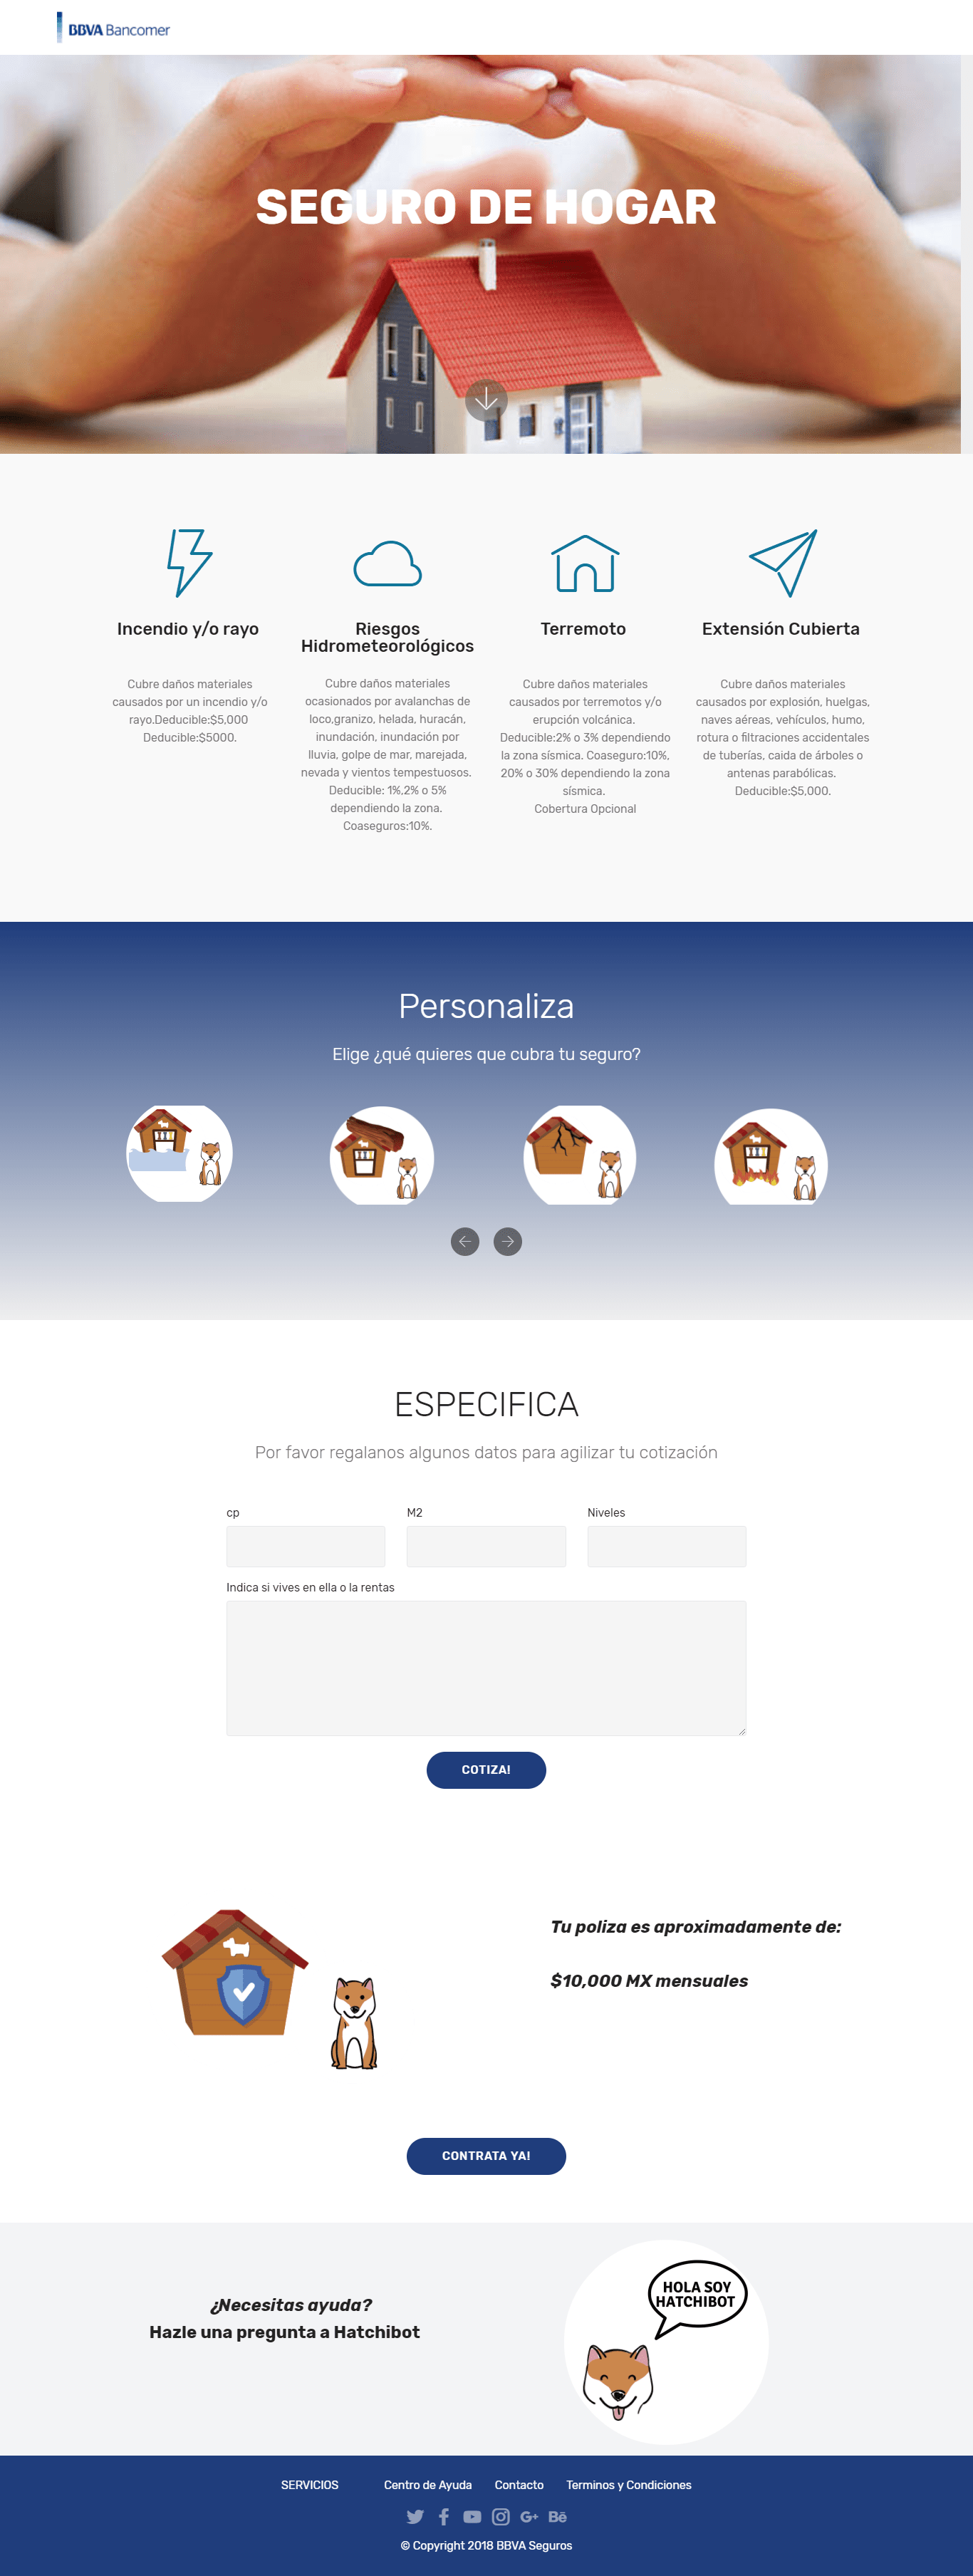 BBVA Bancomer
SEGURO DE HOGAR
Incendio y/o rayo
Cubre daños materiales
causados por un incendio y/o
rayo.Deducible:$5,000
Deducible:$5000.
Riesgos
Hidrometeorológicos
Cubre daños materiales
ocasionados por avalanchas de
loco,granizo, helada, huracán,
inundación, inundación por
lluvia, golpe de mar, marejada,
nevada y vientos tempestuosos.
Deducible: 1%,2% o 5%
dependiendo la zona.
Coaseguros:10%.
Terremoto
Cubre daños materiales
causados por terremotos y/o
erupción volcánica.
Deducible:2% o 3% dependiendo
la zona sísmica. Coaseguro:10%,
20% o 30% dependiendo la zona
sísmica.
Cobertura Opcional
Extensión Cubierta
Cubre daños materiales
causados por explosión, huelgas,
naves aéreas, vehículos, humo,
rotura o filtraciones accidentales
de tuberías, caida de árboles o
antenas parabólicas.
Deducible:$5,000.
Personaliza
Elige ¿qué quieres que cubra tu seguro?
ESPECIFICA
Por favor regalanos algunos datos para agilizar tu cotización
cp
M2
Niveles
Indica si vives en ella o la rentas
COTIZA!
Tu poliza es aproximadamente de:
$10,000 MX mensuales
CONTRATA YA!
¿Necesitas ayuda?
Hazle una pregunta a Hatchibot
HOLA SOY
HATCHIBOT
SERVICIOS Centro de Ayuda Contacto Terminos y Condiciones
© Copyright 2018 BBVA Seguros